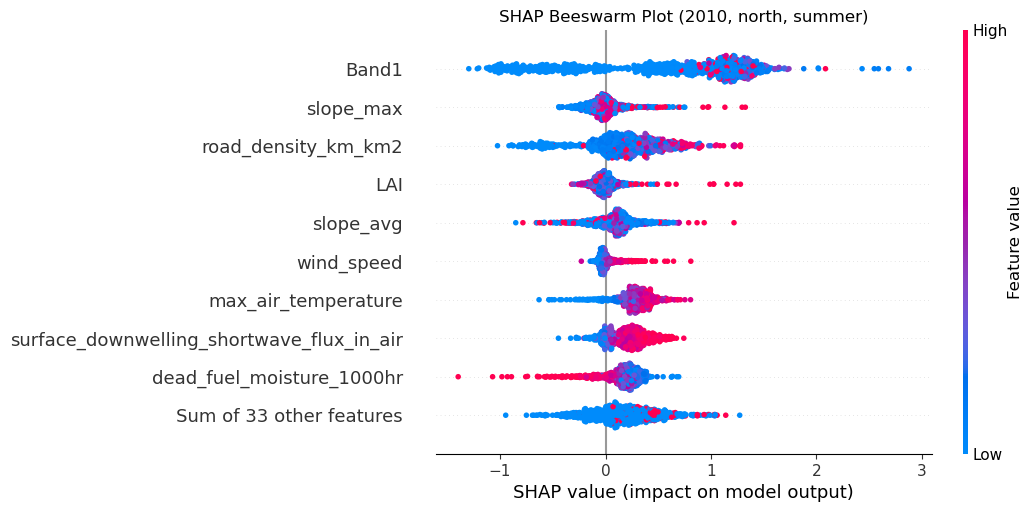 SHAP Beeswarm Plot (2010, north, summer)
High
Band1
slope_max
road_density_km_km2
LAI
slope_avg
wind_speed
max_air_temperature
surface_downwelling_shortwave_flux_in_air
dead_fuel_moisture_1000hr
Sum of 33 other features
Feature value
Low
−1 0 1 2 3
SHAP value (impact on model output)